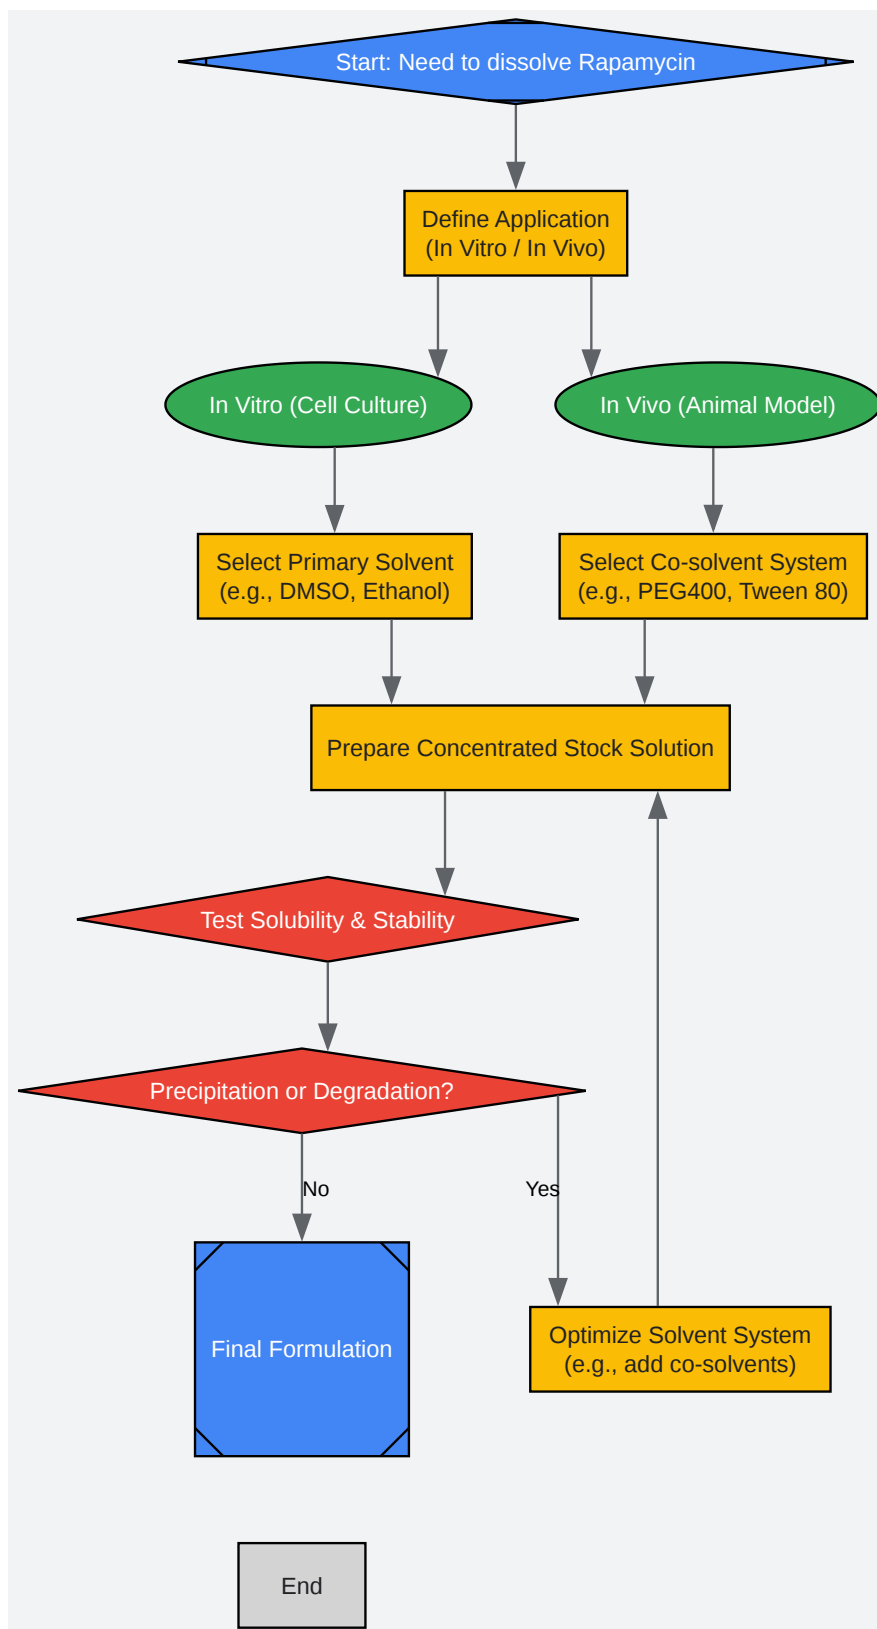 Start: Need to dissolve Rapamycin
Define Application
(In Vitro / In Vivo)
In Vitro (Cell Culture)
In Vivo (Animal Model)
Select Primary Solvent
(e.g., DMSO, Ethanol)
Select Co-solvent System
(e.g., PEG400, Tween 80)
Prepare Concentrated Stock Solution
Test Solubility & Stability
Precipitation or Degradation?
No
Yes
Final Formulation
Optimize Solvent System
(e.g., add co-solvents)
End